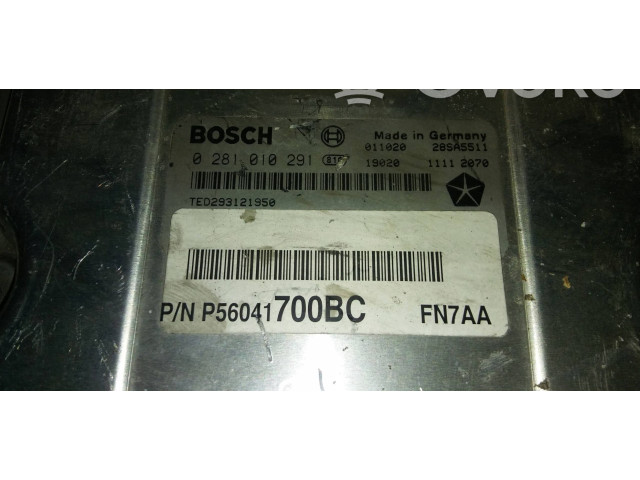 BOSCH
Made in Germany
011020 28SA5511
0 281 010 291
19020 1111 2070
TED293121950
P/N P56041700BC FN7AA